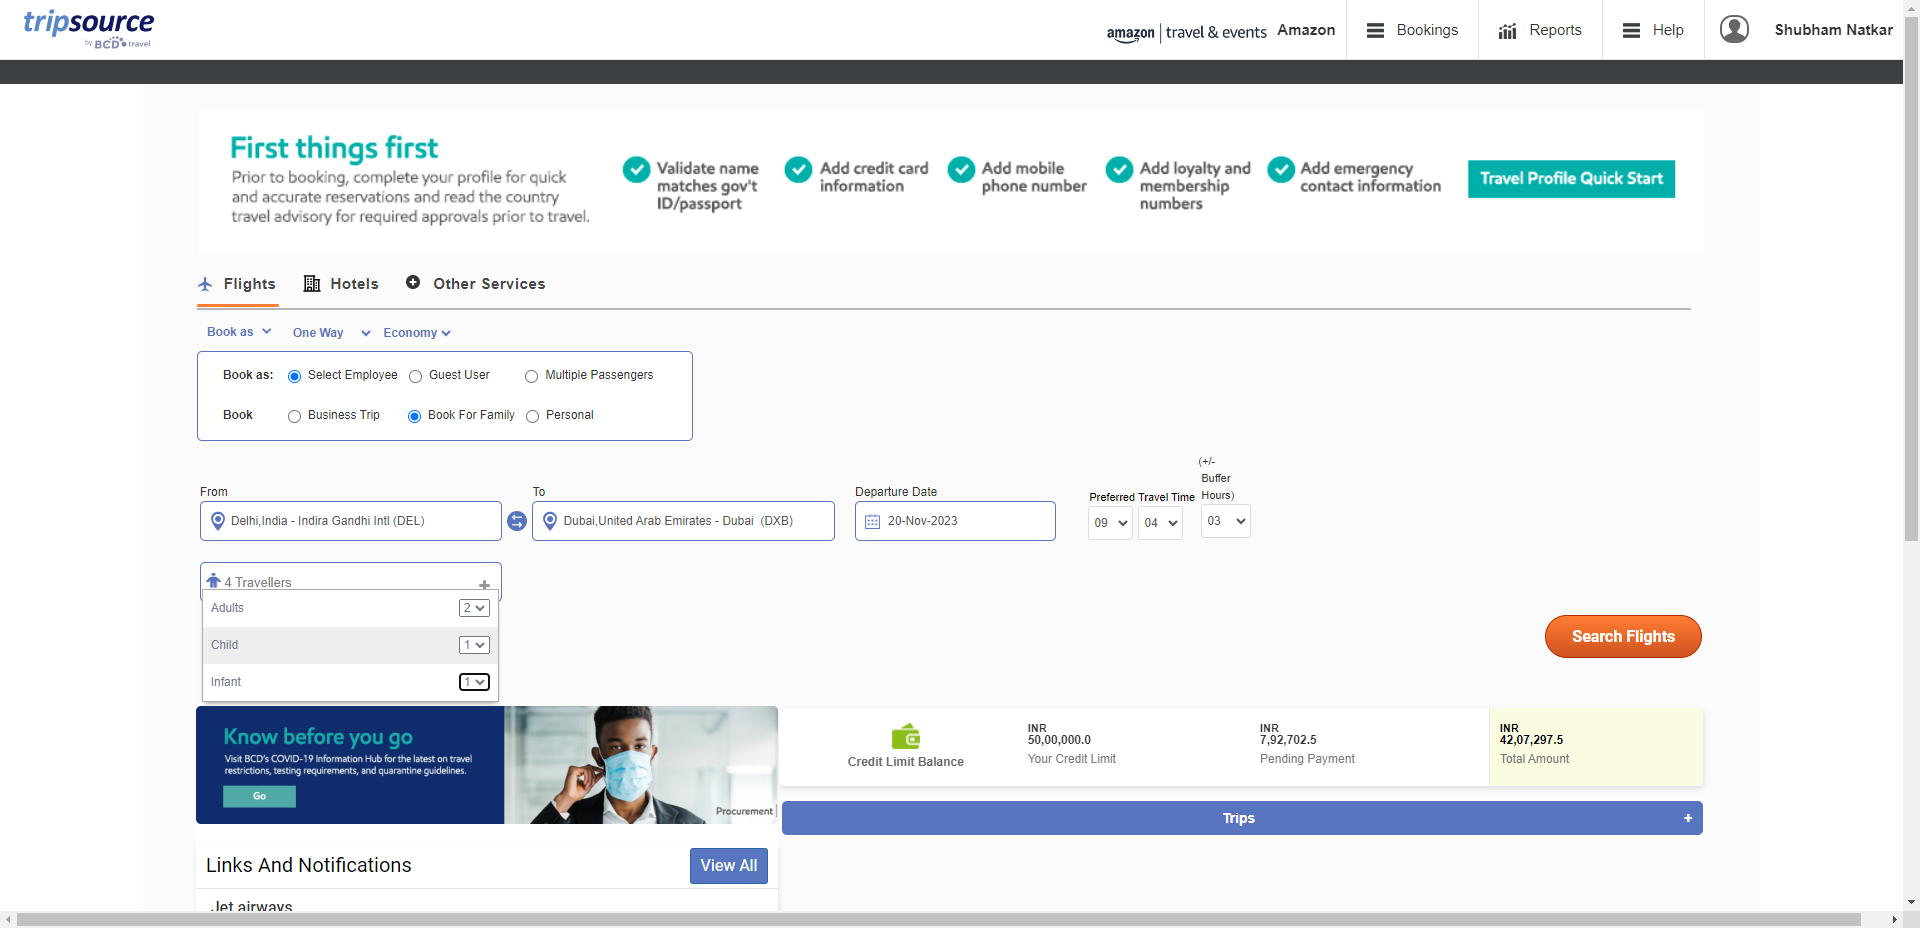 tripsource
by BCD travel
amazon | travel & events Amazon
Bookings
Reports
Help
Shubham Natkar
First things first
Prior to booking, complete your profile for quick
and accurate reservations and read the country
travel advisory for required approvals prior to travel.
Validate name
matches gov't
ID/passport
Add credit card
information
Add mobile
phone number
Add loyalty and
membership
numbers
Add emergency
contact information
Travel Profile Quick Start
Flights
Hotels
Other Services
Book as
One Way
Economy
Book as: Select Employee Guest User Multiple Passengers
Book Business Trip Book For Family Personal
From
Delhi,India - Indira Gandhi Intl (DEL)
To
Dubai,United Arab Emirates - Dubai (DXB)
Departure Date
20-Nov-2023
Preferred Travel Time
09 04
(+/-
Buffer
Hours)
03
4 Travellers +
Adults 2
Child 1
Infant 1
Search Flights
Know before you go
Visit BCD's COVID-19 Information Hub for the latest on travel
restrictions, testing requirements, and quarantine guidelines.
Go
Procurement |
Credit Limit Balance
INR
50,00,000.0
Your Credit Limit
INR
7,92,702.5
Pending Payment
INR
42,07,297.5
Total Amount
Trips +
Links And Notifications
View All
Jet airways